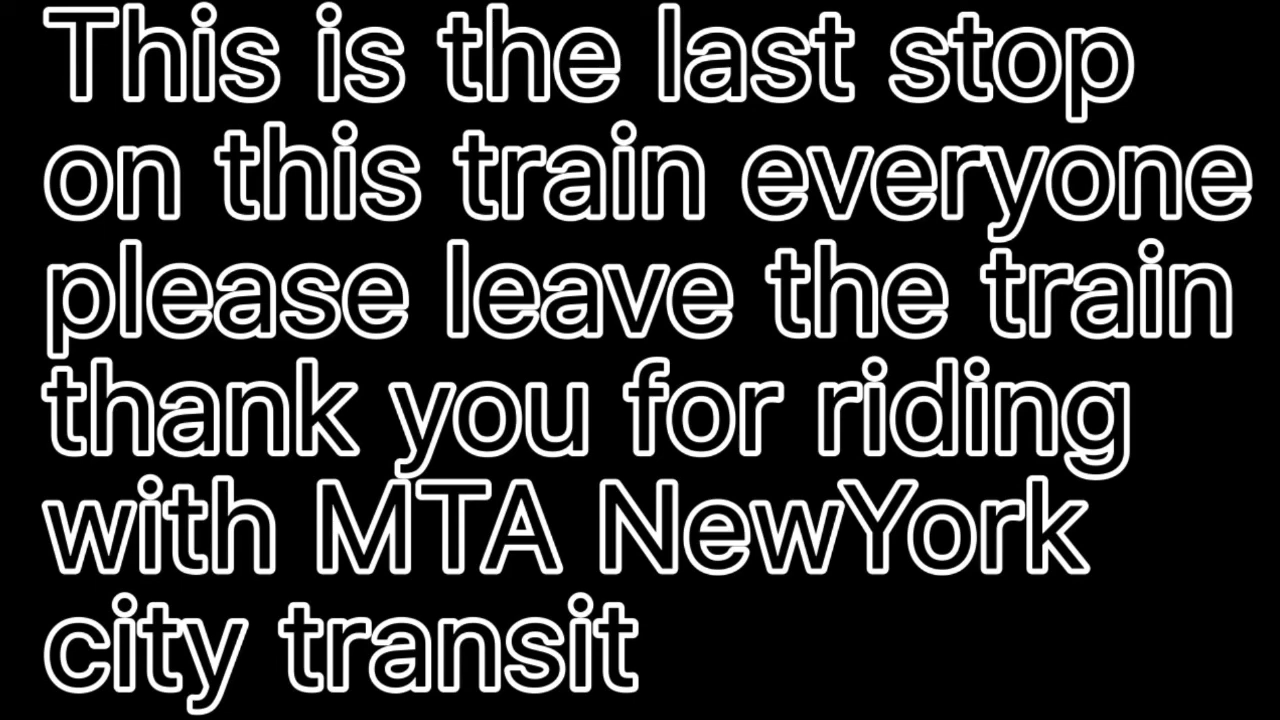 This is the last stop
on this train everyone
please leave the train
thank you for riding
with MTA NewYork
city transit